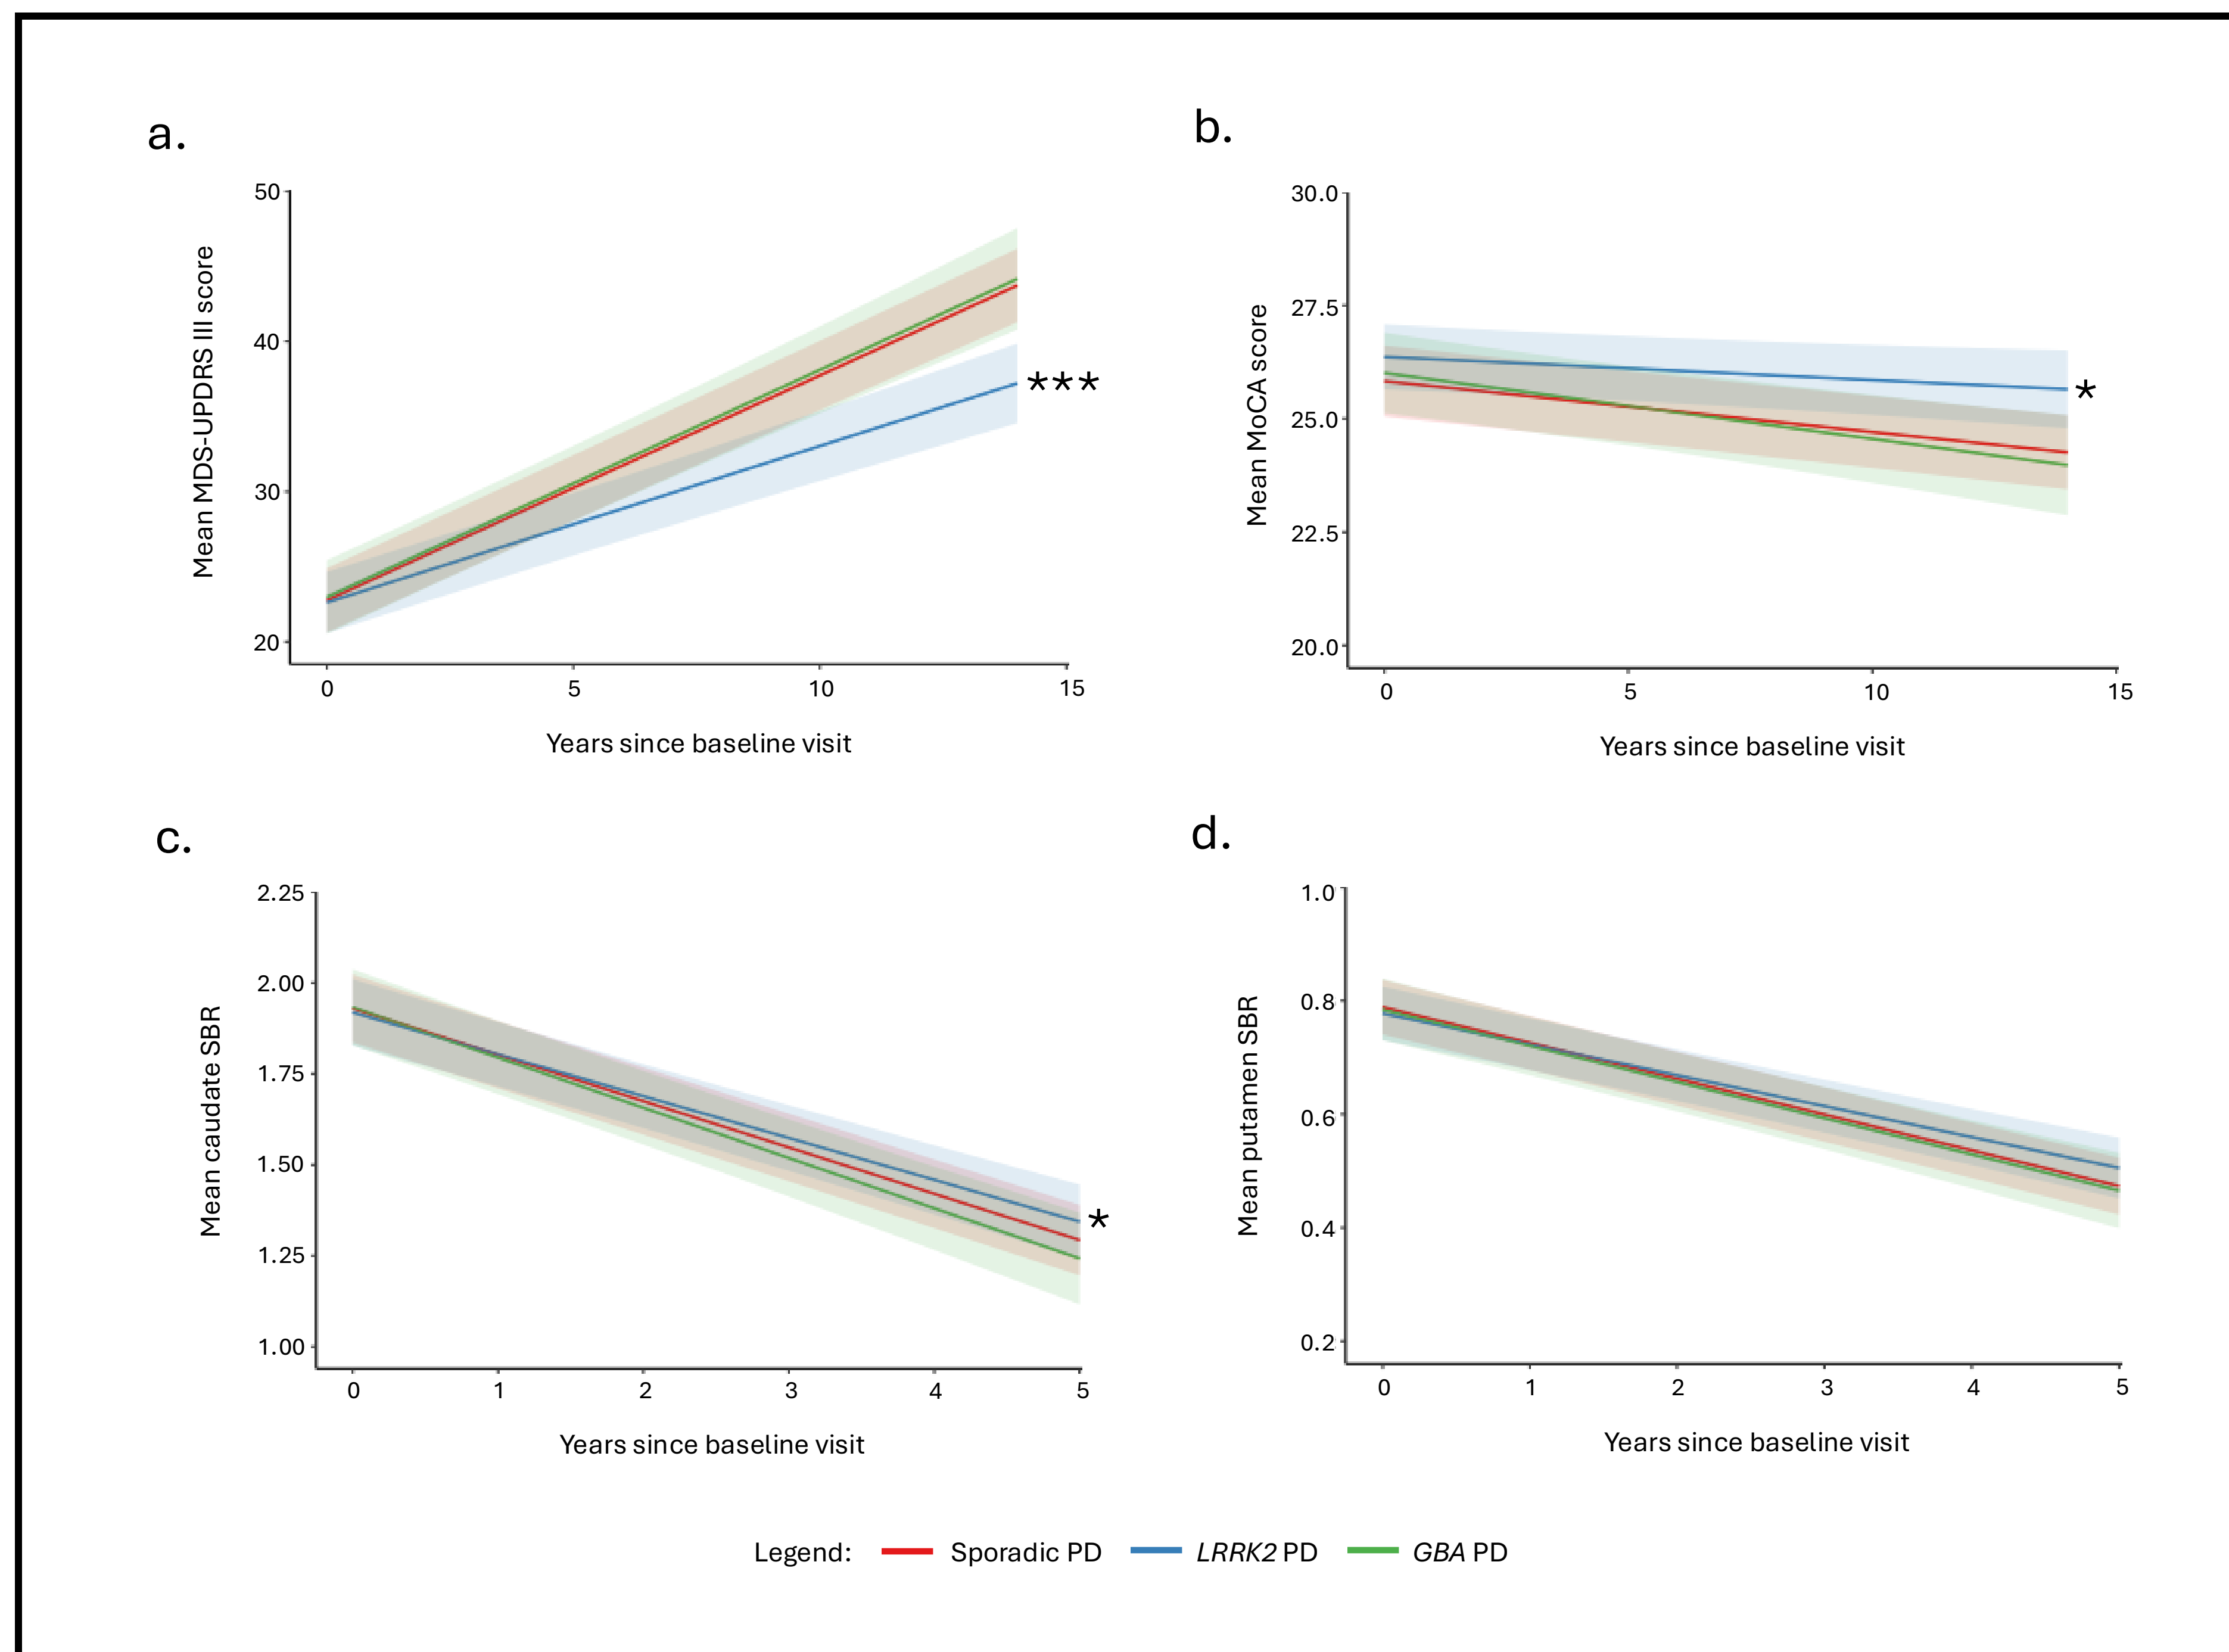 a.
50
40
30
20
Mean MDS-UPDRS III score
***
0 5 10 15
Years since baseline visit
b.
30.0
27.5
25.0
22.5
20.0
Mean MoCA score
*
0 5 10 15
Years since baseline visit
c.
2.25
2.00
1.75
1.50
1.25
1.00
Mean caudate SBR
*
0 1 2 3 4 5
Years since baseline visit
d.
1.0
0.8
0.6
0.4
0.2
Mean putamen SBR
0 1 2 3 4 5
Years since baseline visit
Legend: Sporadic PD LRRK2 PD GBA PD